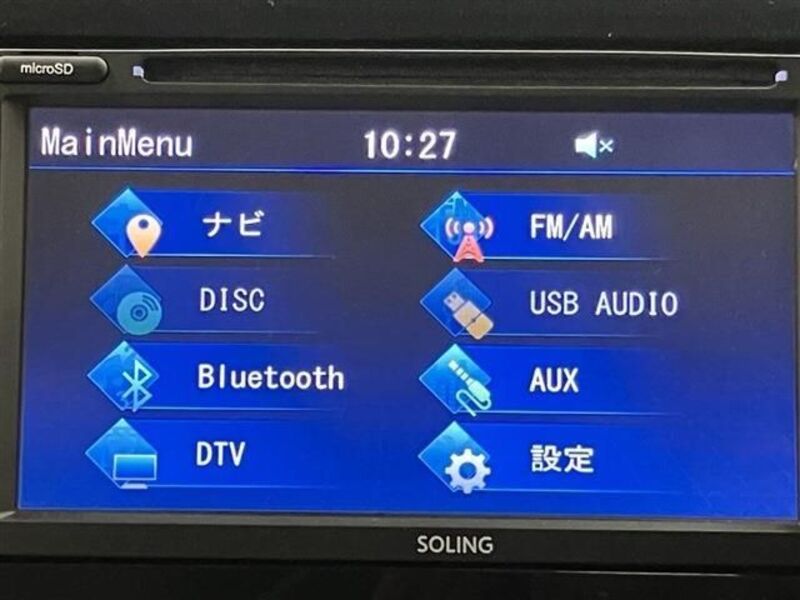 microSD
MainMenu 10:27
ナビ FM/AM
DISC USB AUDIO
Bluetooth AUX
DTV 設定
SOLING